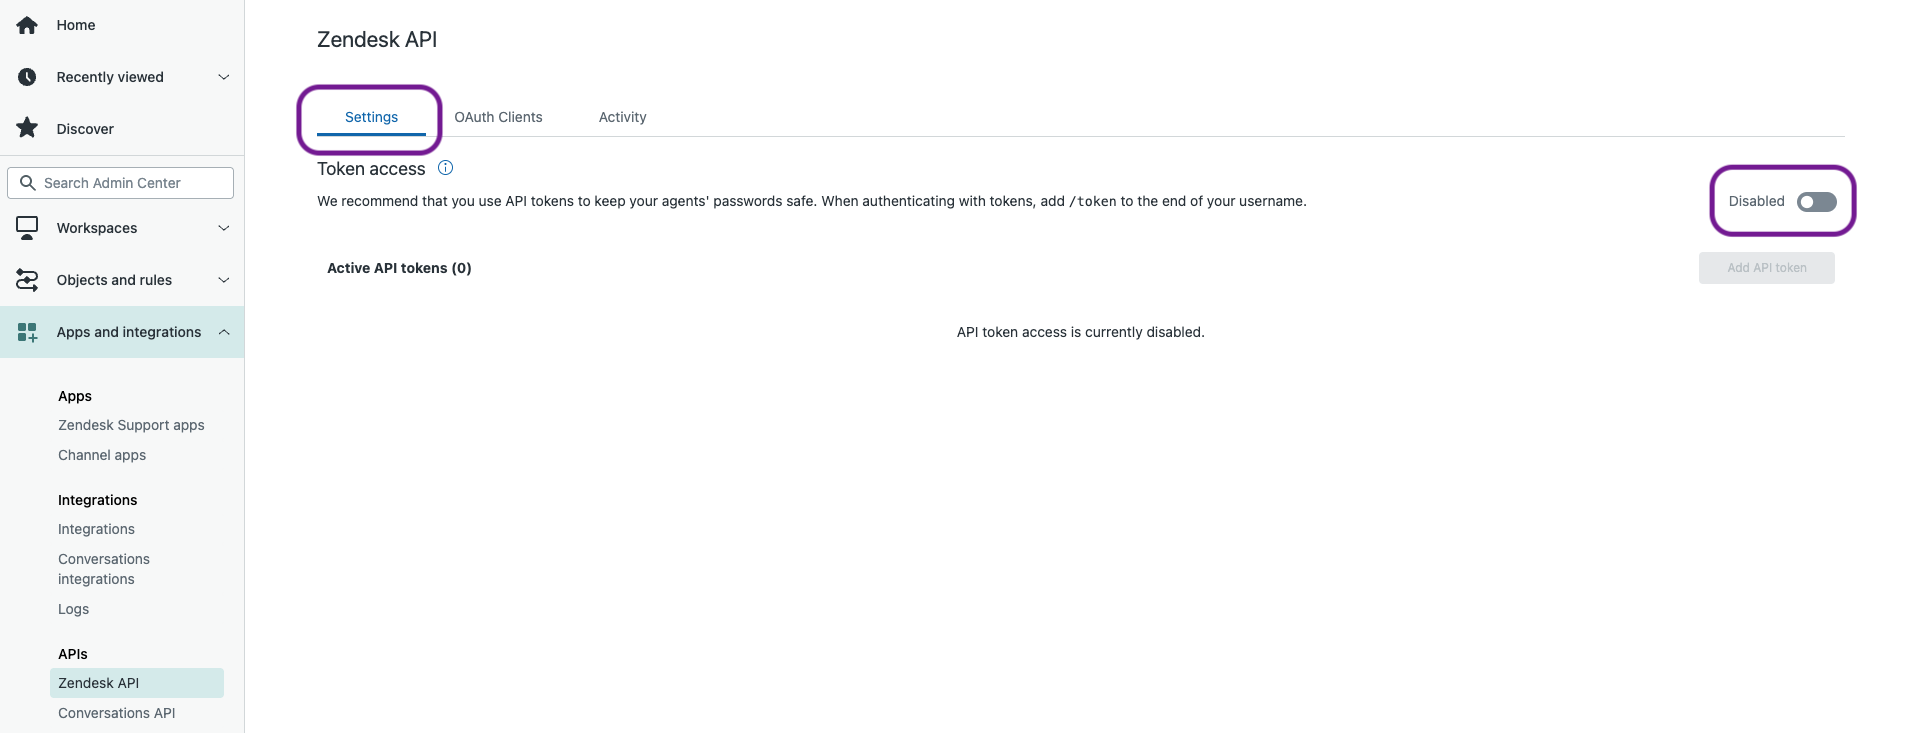 Home
Recently viewed
Discover
Search Admin Center
Workspaces
Objects and rules
Apps and integrations
Apps
Zendesk Support apps
Channel apps
Integrations
Integrations
Conversations
integrations
Logs
APIs
Zendesk API
Conversations API
Zendesk API
Settings OAuth Clients Activity
Token access
We recommend that you use API tokens to keep your agents' passwords safe. When authenticating with tokens, add /token to the end of your username.
Disabled
Active API tokens (0)
Add API token
API token access is currently disabled.